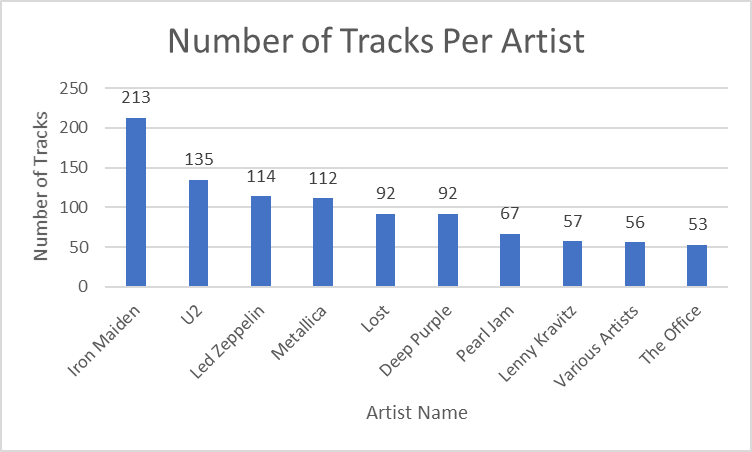 Number of Tracks Per Artist
Number of Tracks
250
200
150
100
50
0
213
135
114
112
92
92
67
57
56
53
Iron Maiden
U2
Led Zeppelin
Metallica
Lost
Deep Purple
Pearl Jam
Lenny Kravitz
Various Artists
The Office
Artist Name